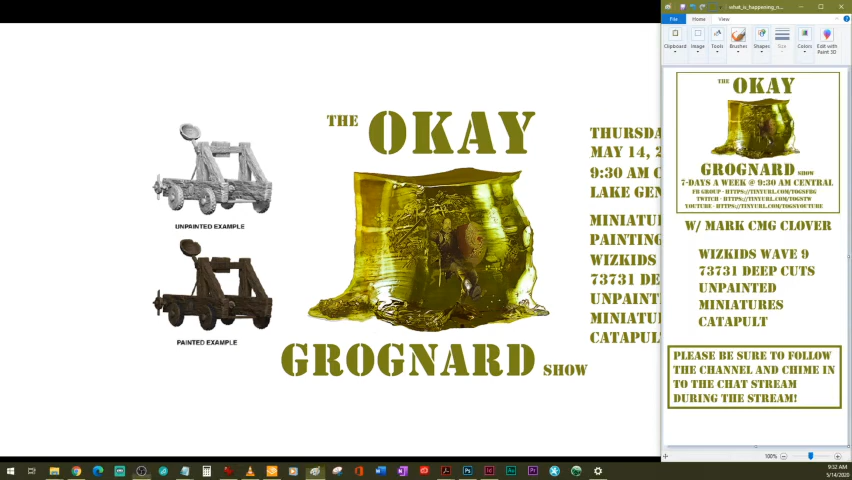 what_is_happening_o...
File
Home
View
Clipboard
Image
Tools
Brushes
Shapes
Size
Colors
Edit with
Paint 3D
UNPAINTED EXAMPLE
PAINTED EXAMPLE
THE OKAY
GROGNARD SHOW
THURSDA
MAY 14, 2
9:30 AM C
LAKE GEN
MINIATU
PAINTING
WIZKIDS
73731 DE
UNPAINT
MINIATU
CATAPUL
THE OKAY
GROGNARD SHOW
7-DAYS A WEEK @ 9:30 AM CENTRAL
FB GROUP - HTTPS://TINYURL.COM/TOGSFBG
TWITCH - HTTPS://TINYURL.COM/TOGSTW
YOUTUBE - HTTPS://TINYURL.COM/TOGSYOUTUBE
W/ MARK CMG CLOVER
WIZKIDS WAVE 9
73731 DEEP CUTS
UNPAINTED
MINIATURES
CATAPULT
PLEASE BE SURE TO FOLLOW
THE CHANNEL AND CHIME IN
TO THE CHAT STREAM
DURING THE STREAM!
100%
9:32 AM
5/14/2020